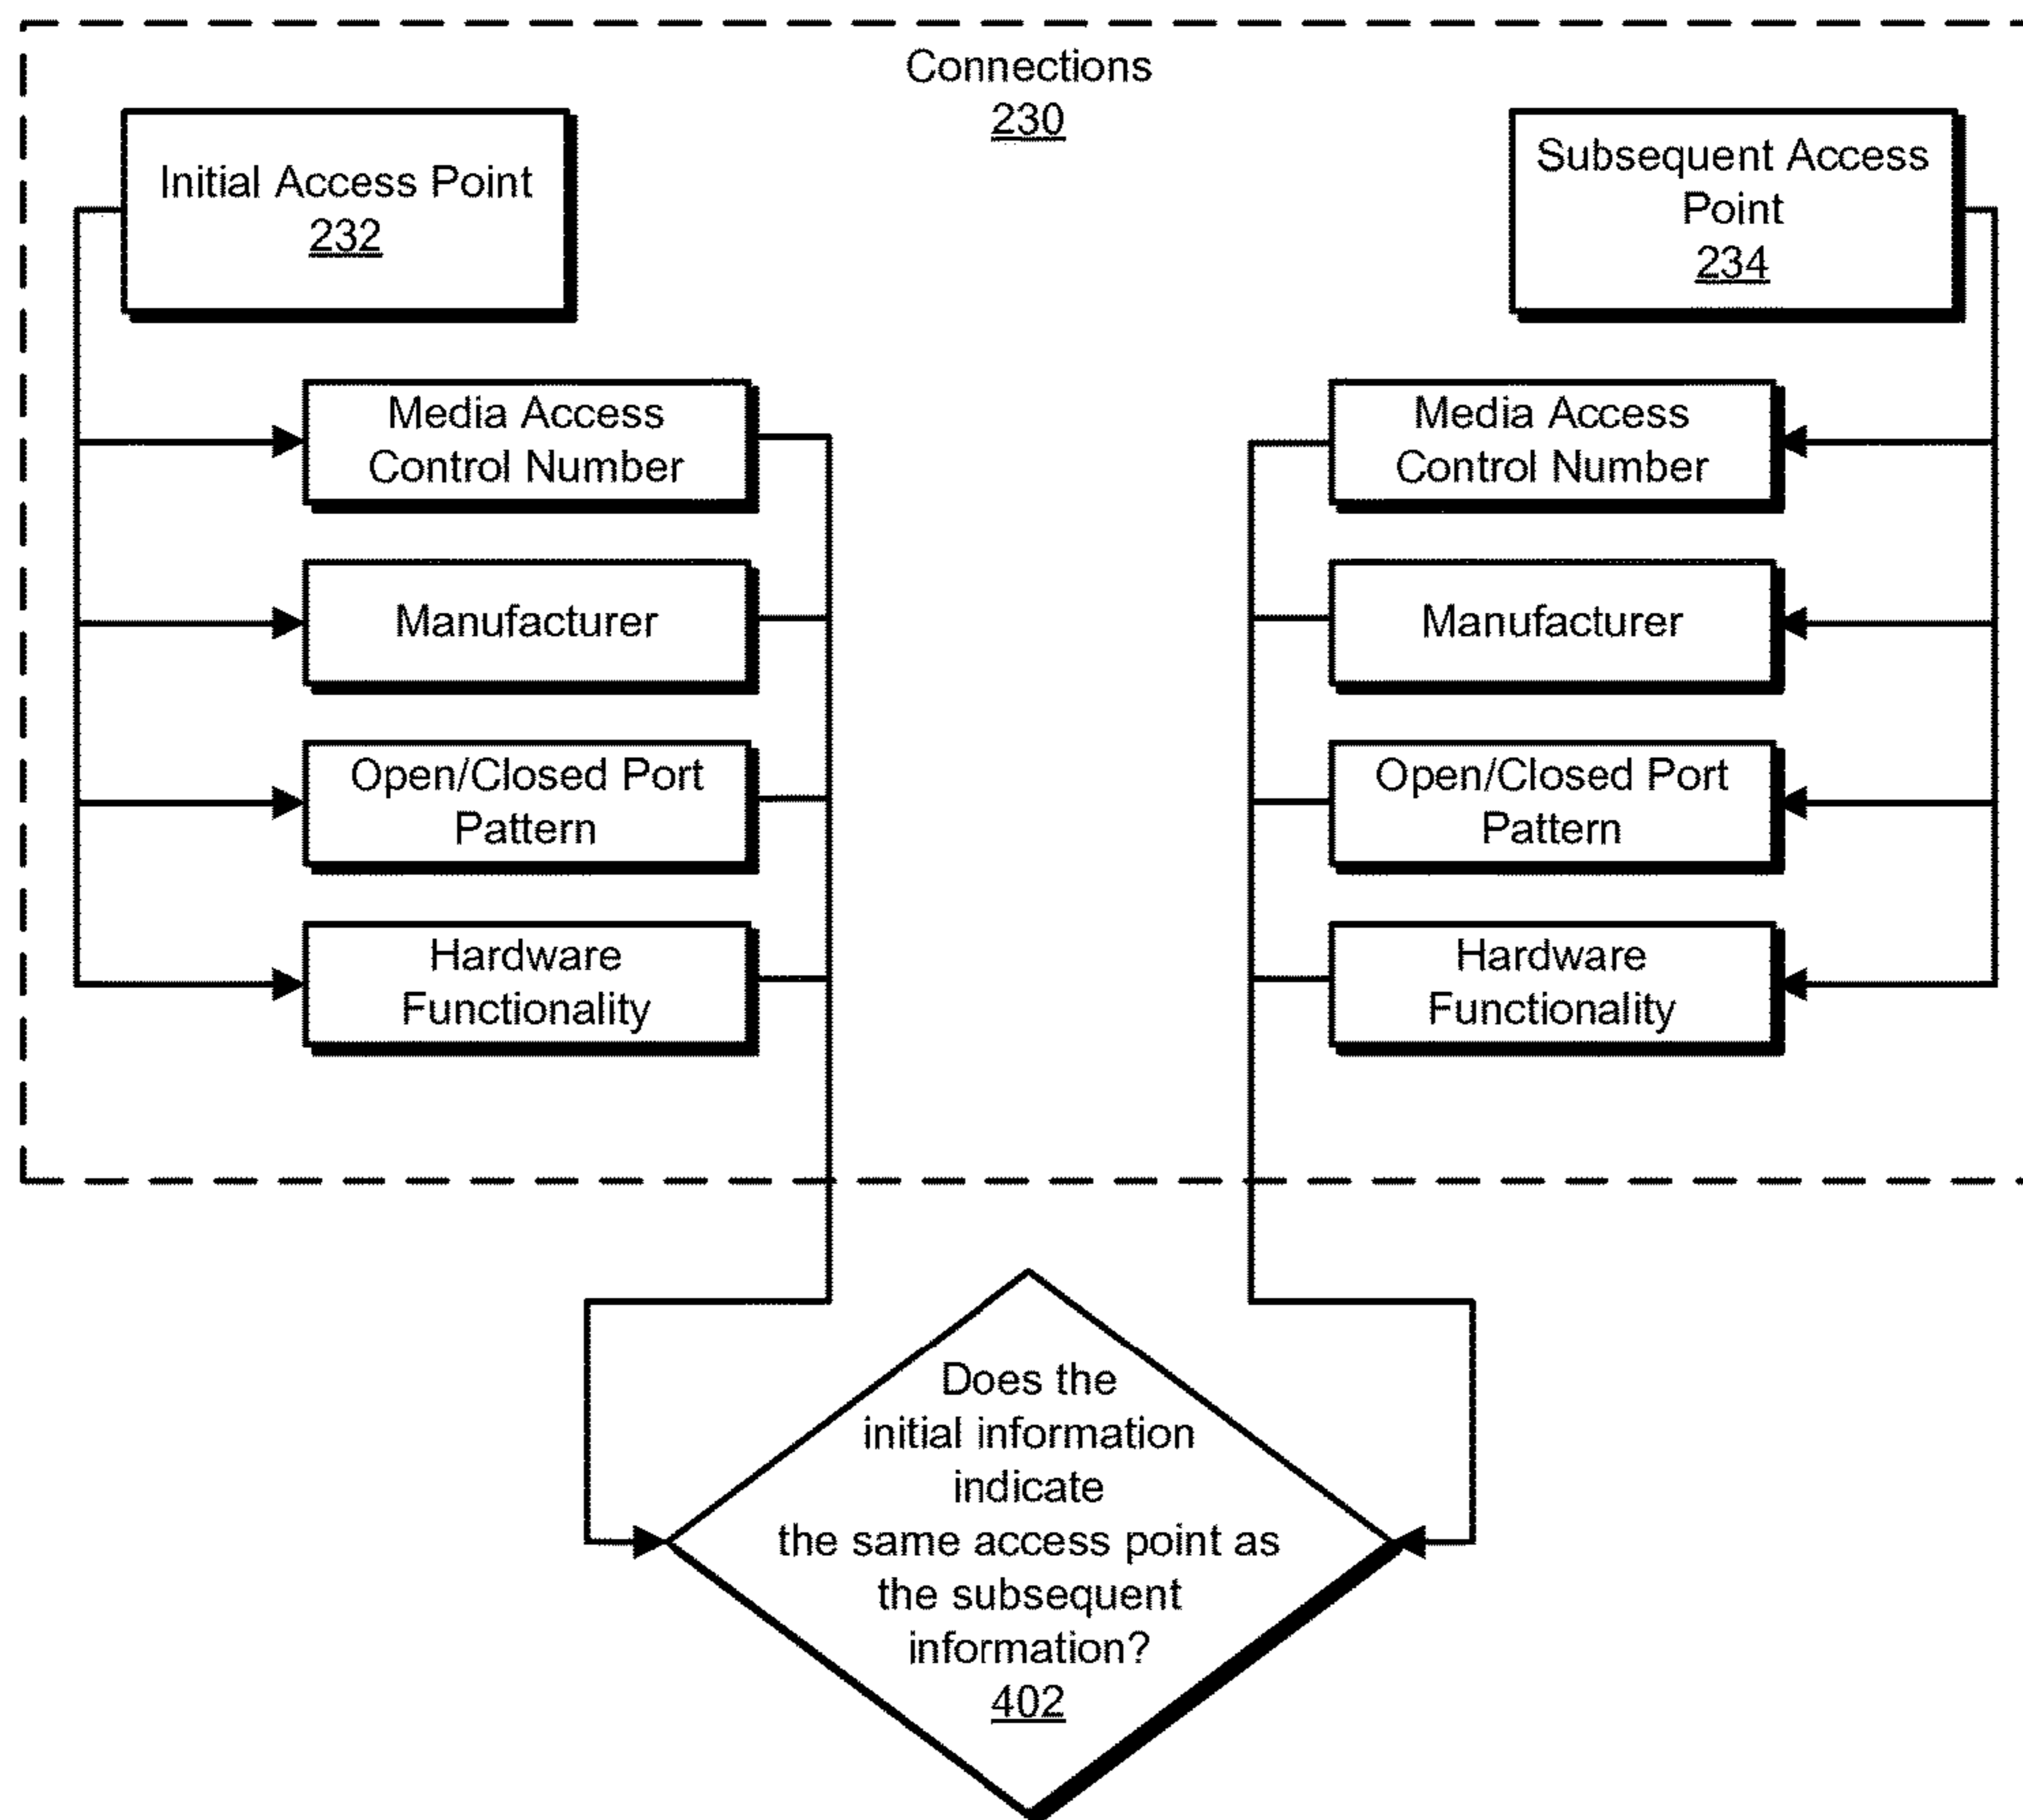 Connections
230
Initial Access Point
232
Subsequent Access
Point
234
Media Access
Control Number
Manufacturer
Open/Closed Port
Pattern
Hardware
Functionality
Media Access
Control Number
Manufacturer
Open/Closed Port
Pattern
Hardware
Functionality
Does the
initial information
indicate
the same access point as
the subsequent
information?
402